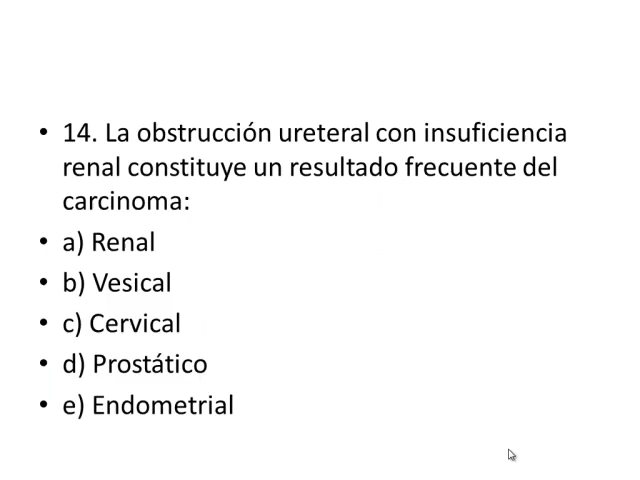 • 14. La obstrucción ureteral con insuficiencia
renal constituye un resultado frecuente del
carcinoma:
• a) Renal
• b) Vesical
• c) Cervical
• d) Prostático
• e) Endometrial